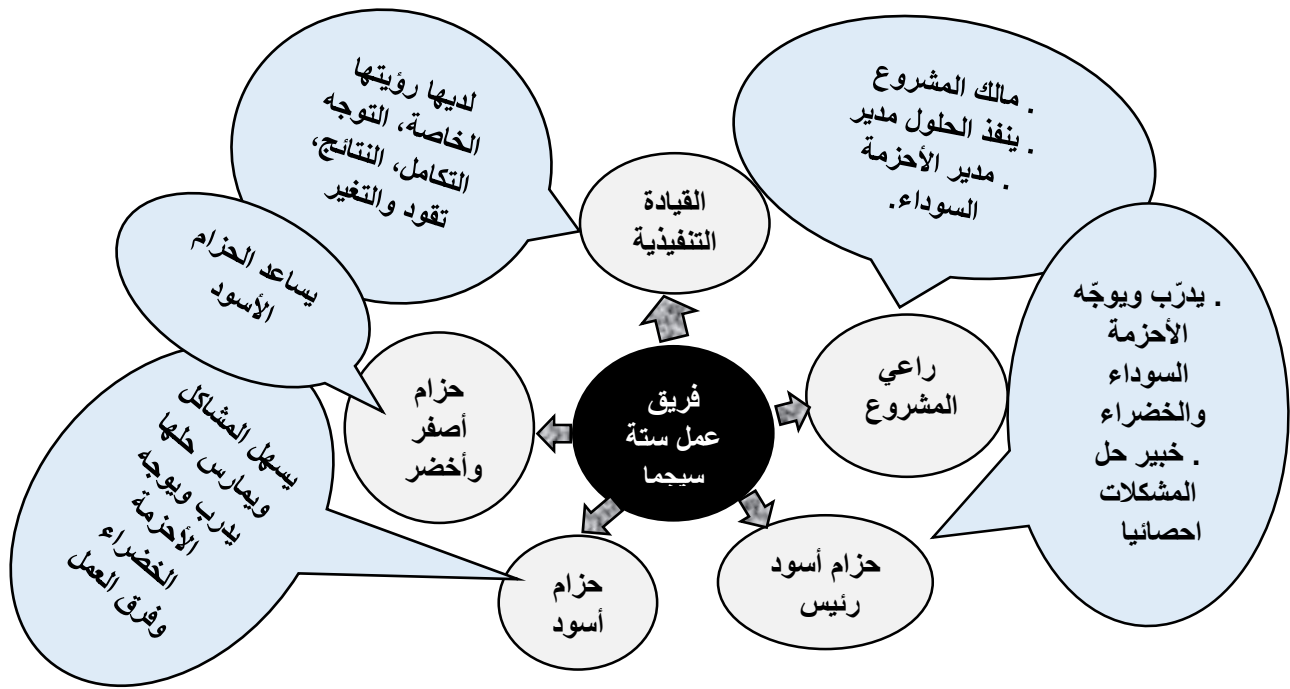 لديها رؤيتها
الخاصة، التوجه
التكامل، النتائج،
تقود والتغير
. مالك المشروع
. ينفذ الحلول مدير
. مدير الأحزمة
السوداء.
القيادة
التنفيذية
يساعد الحزام
الأسود
. يدرّب ويوجّه
الأحزمة
السوداء
والخضراء
. خبير حل
المشكلات
احصائيا
راعي
المشروع
حزام
أصفر
وأخضر
فريق
عمل ستة
سيجما
يسهل المشاكل
ويمارس حلها
يدرب ويوجه
الأحزمة
الخضراء
وفرق العمل
حزام أسود
رئيس
حزام
أسود